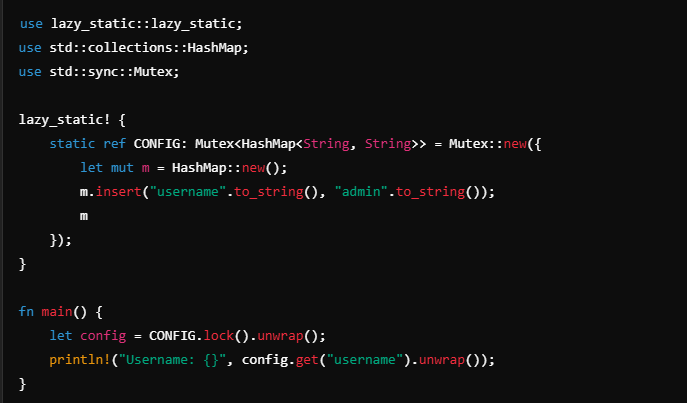 use lazy_static::lazy_static;
use std::collections::HashMap;
use std::sync::Mutex;
lazy_static! {
static ref CONFIG: Mutex<HashMap<String, String>> = Mutex::new({
let mut m = HashMap::new();
m.insert("username".to_string(), "admin".to_string());
m
});
}
fn main() {
let config = CONFIG.lock().unwrap();
println!("Username: {}", config.get("username").unwrap());
}